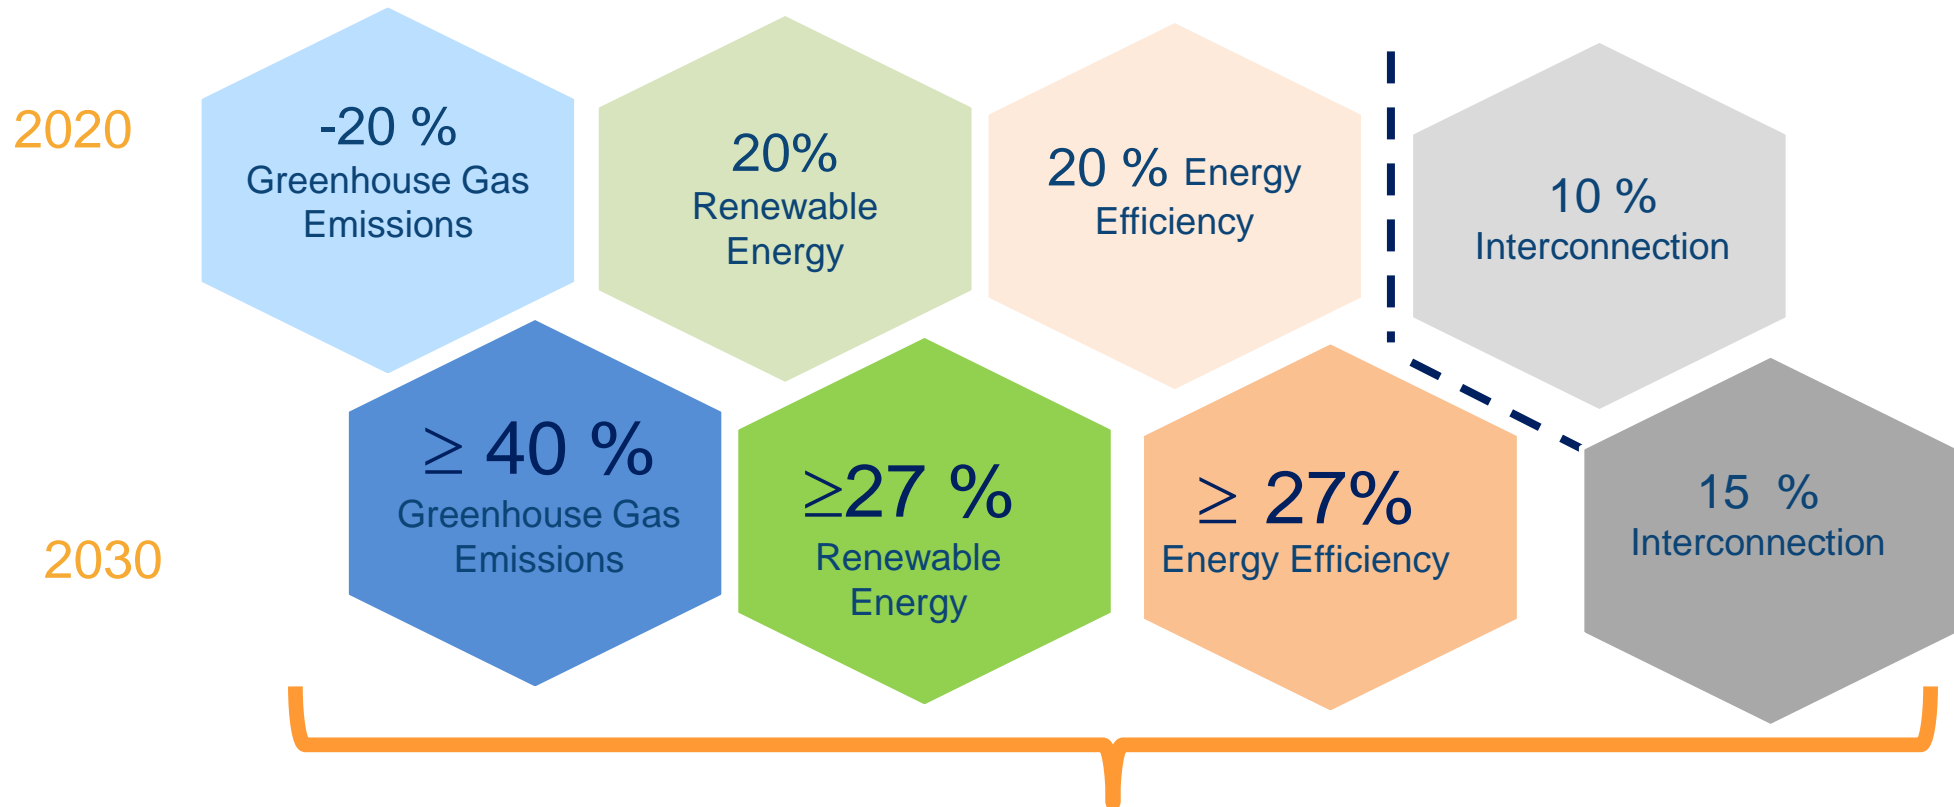 2020
-20 %
Greenhouse Gas
Emissions
20%
Renewable
Energy
20 % Energy
Efficiency
10 %
Interconnection
2030
≥ 40 %
Greenhouse Gas
Emissions
≥27 %
Renewable
Energy
≥ 27%
Energy Efficiency
15 %
Interconnection